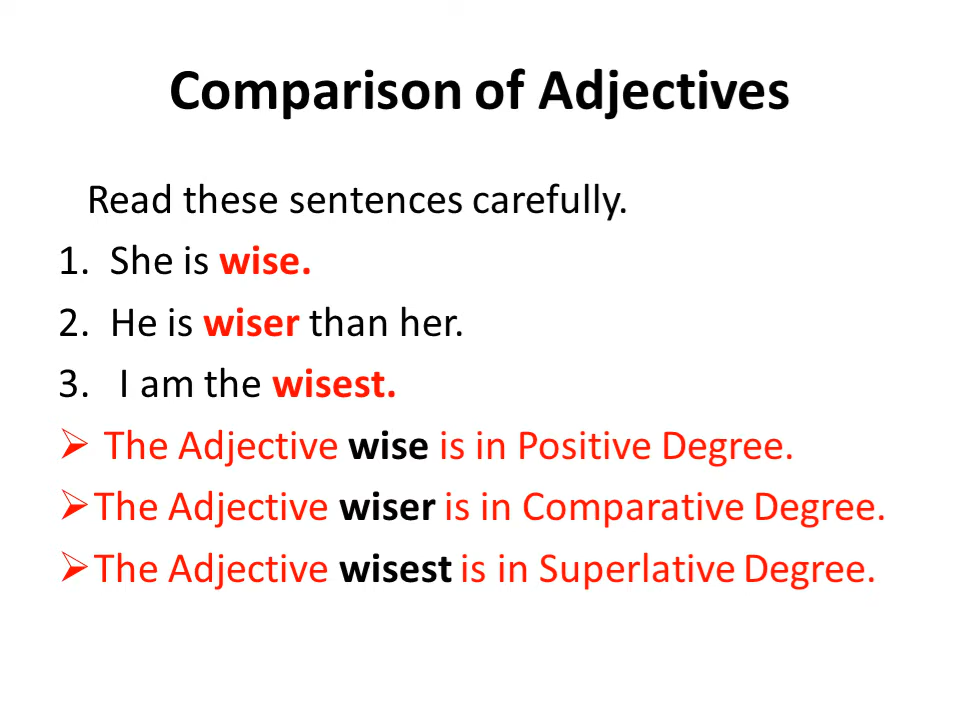 Comparison of Adjectives
Read these sentences carefully.
1. She is wise.
2. He is wiser than her.
3. I am the wisest.
➢ The Adjective wise is in Positive Degree.
➢ The Adjective wiser is in Comparative Degree.
➢ The Adjective wisest is in Superlative Degree.